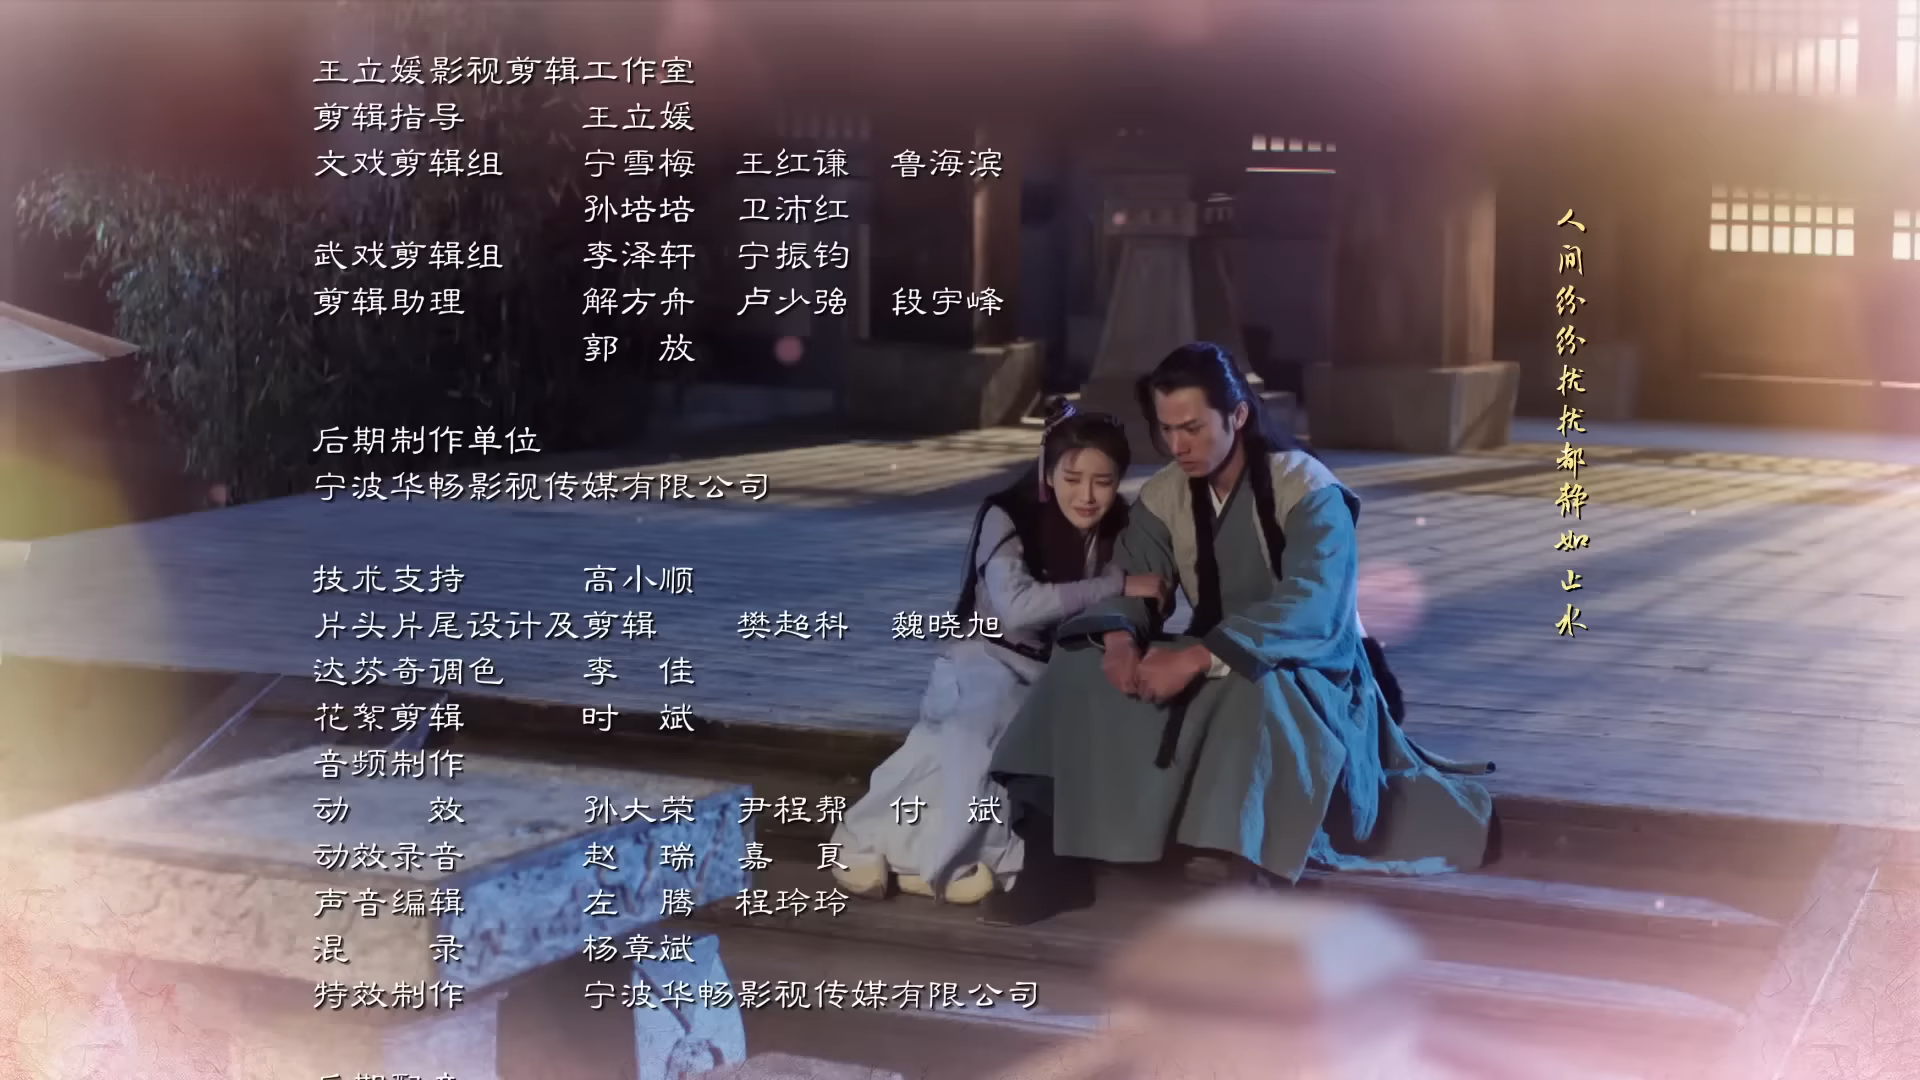 王立媛影视剪辑工作室
剪辑指导 王立媛
文戏剪辑组 宁雪梅 王红谦 鲁海滨
孙培培 卫沛红
武戏剪辑组 李泽轩 宁振钧
剪辑助理 解方舟 卢少强 段宇峰
郭 放
后期制作单位
宁波华畅影视传媒有限公司
技术支持 高小顺
片头片尾设计及剪辑 樊超科 魏晓旭
达芬奇调色 李 佳
花絮剪辑 时 斌
音频制作
动 效 孙大荣 尹程帮 付 斌
动效录音 赵 瑞 嘉 良
声音编辑 左 腾 程玲玲
混 录 杨章斌
特效制作 宁波华畅影视传媒有限公司
人间纷纷扰扰都静如止水